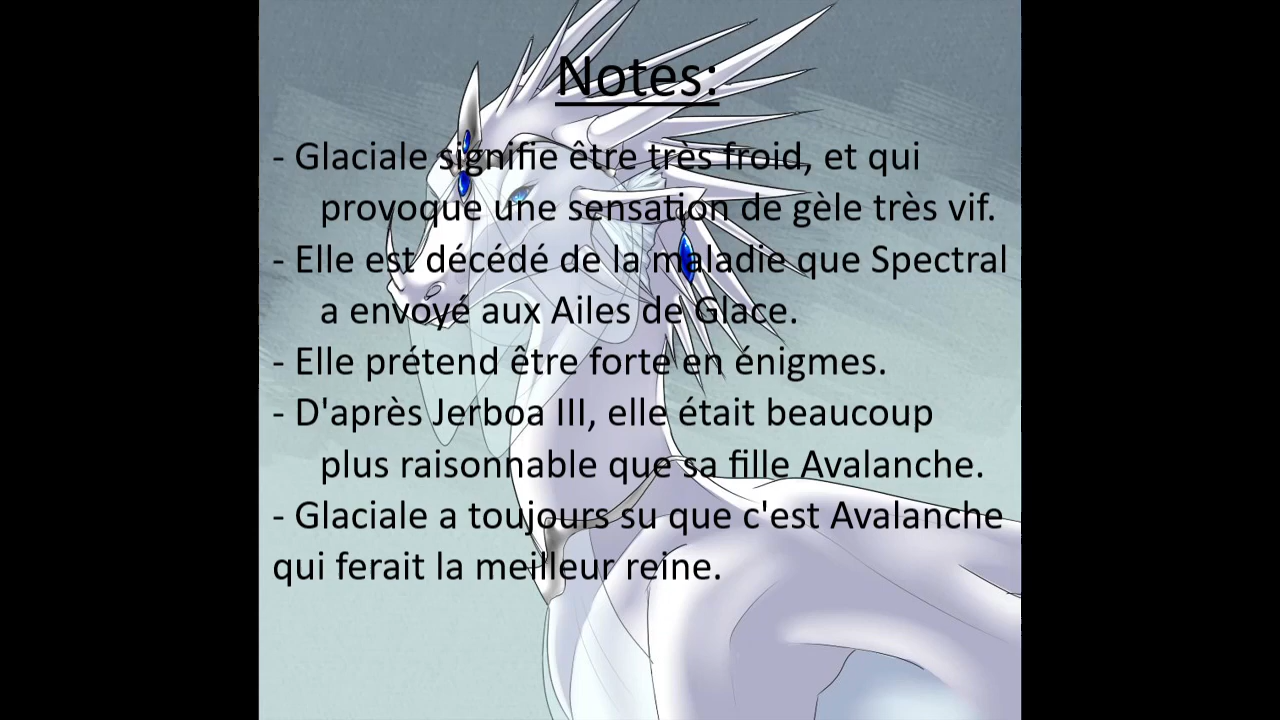 Notes:
- Glaciale signifie être très froid, et qui
provoque une sensation de gèle très vif.
- Elle est décédé de la maladie que Spectral
a envoyé aux Ailes de Glace.
- Elle prétend être forte en énigmes.
- D'après Jerboa III, elle était beaucoup
plus raisonnable que sa fille Avalanche.
- Glaciale a toujours su que c'est Avalanche
qui ferait la meilleur reine.